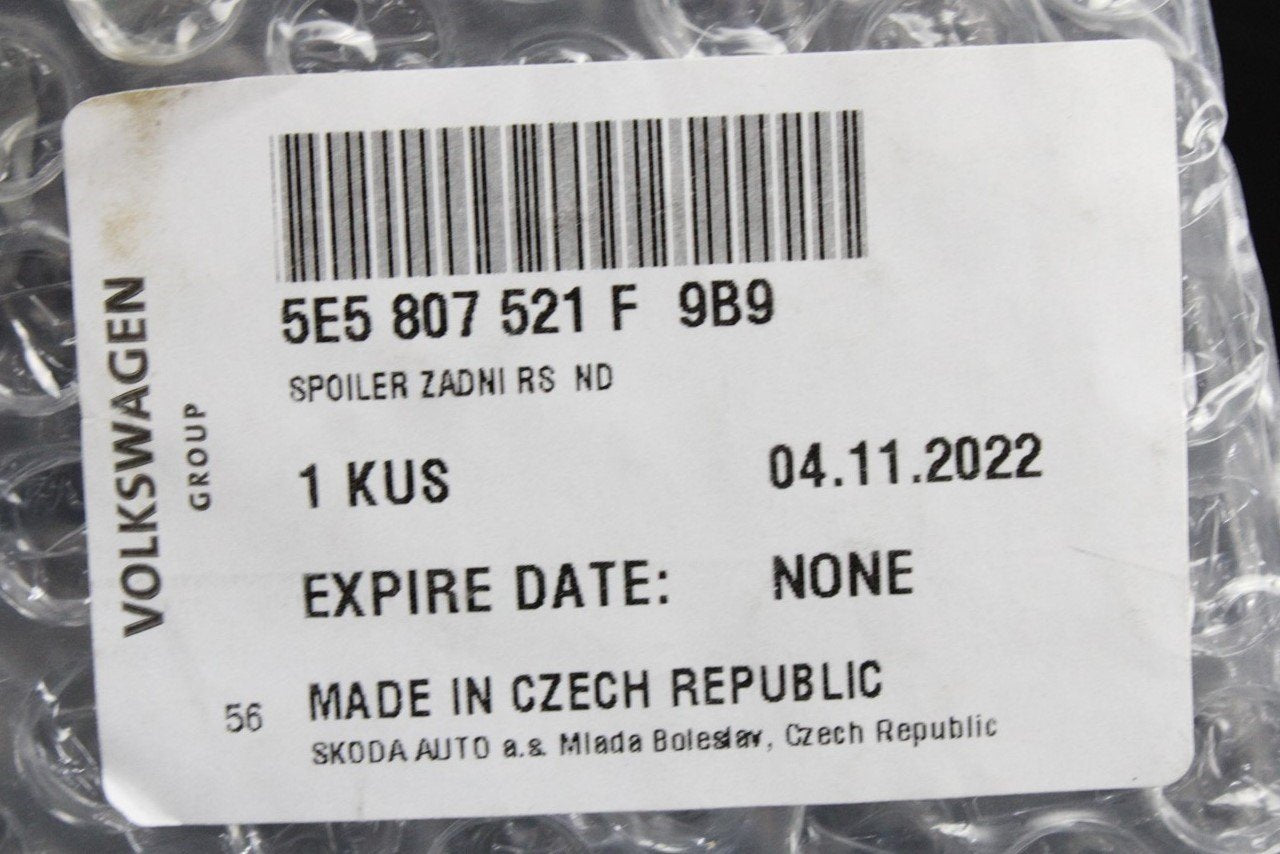 VOLKSWAGEN
GROUP
5E5 807 521 F 9B9
SPOILER ZADNI RS ND
1 KUS 04.11.2022
EXPIRE DATE: NONE
56 MADE IN CZECH REPUBLIC
SKODA AUTO a.s. Mlada Boleslav, Czech Republic